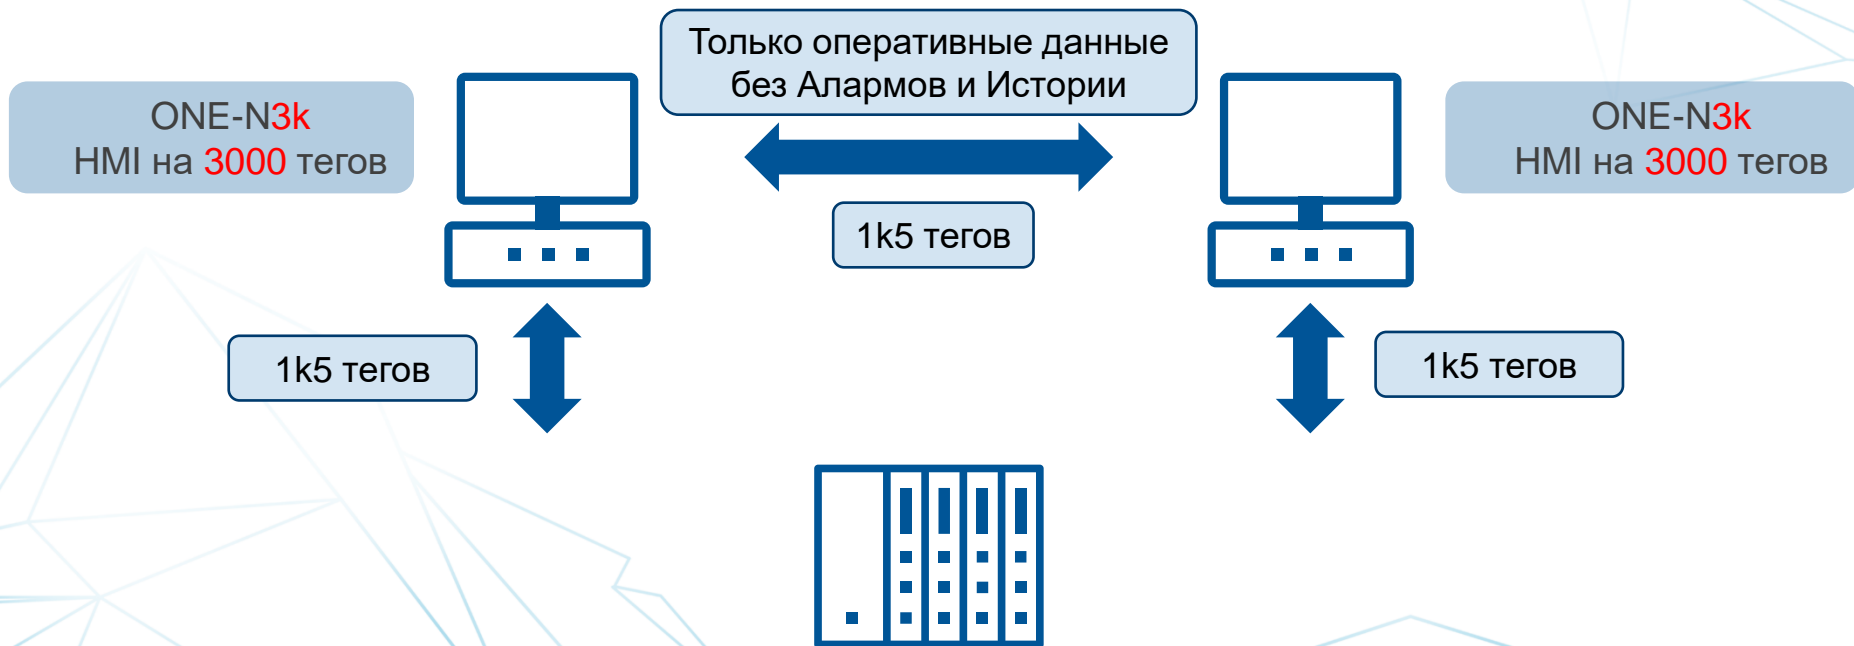 Только оперативные данные
без Алармов и Истории
ONE-N3k
HMI на 3000 тегов
ONE-N3k
HMI на 3000 тегов
1k5 тегов
1k5 тегов
1k5 тегов